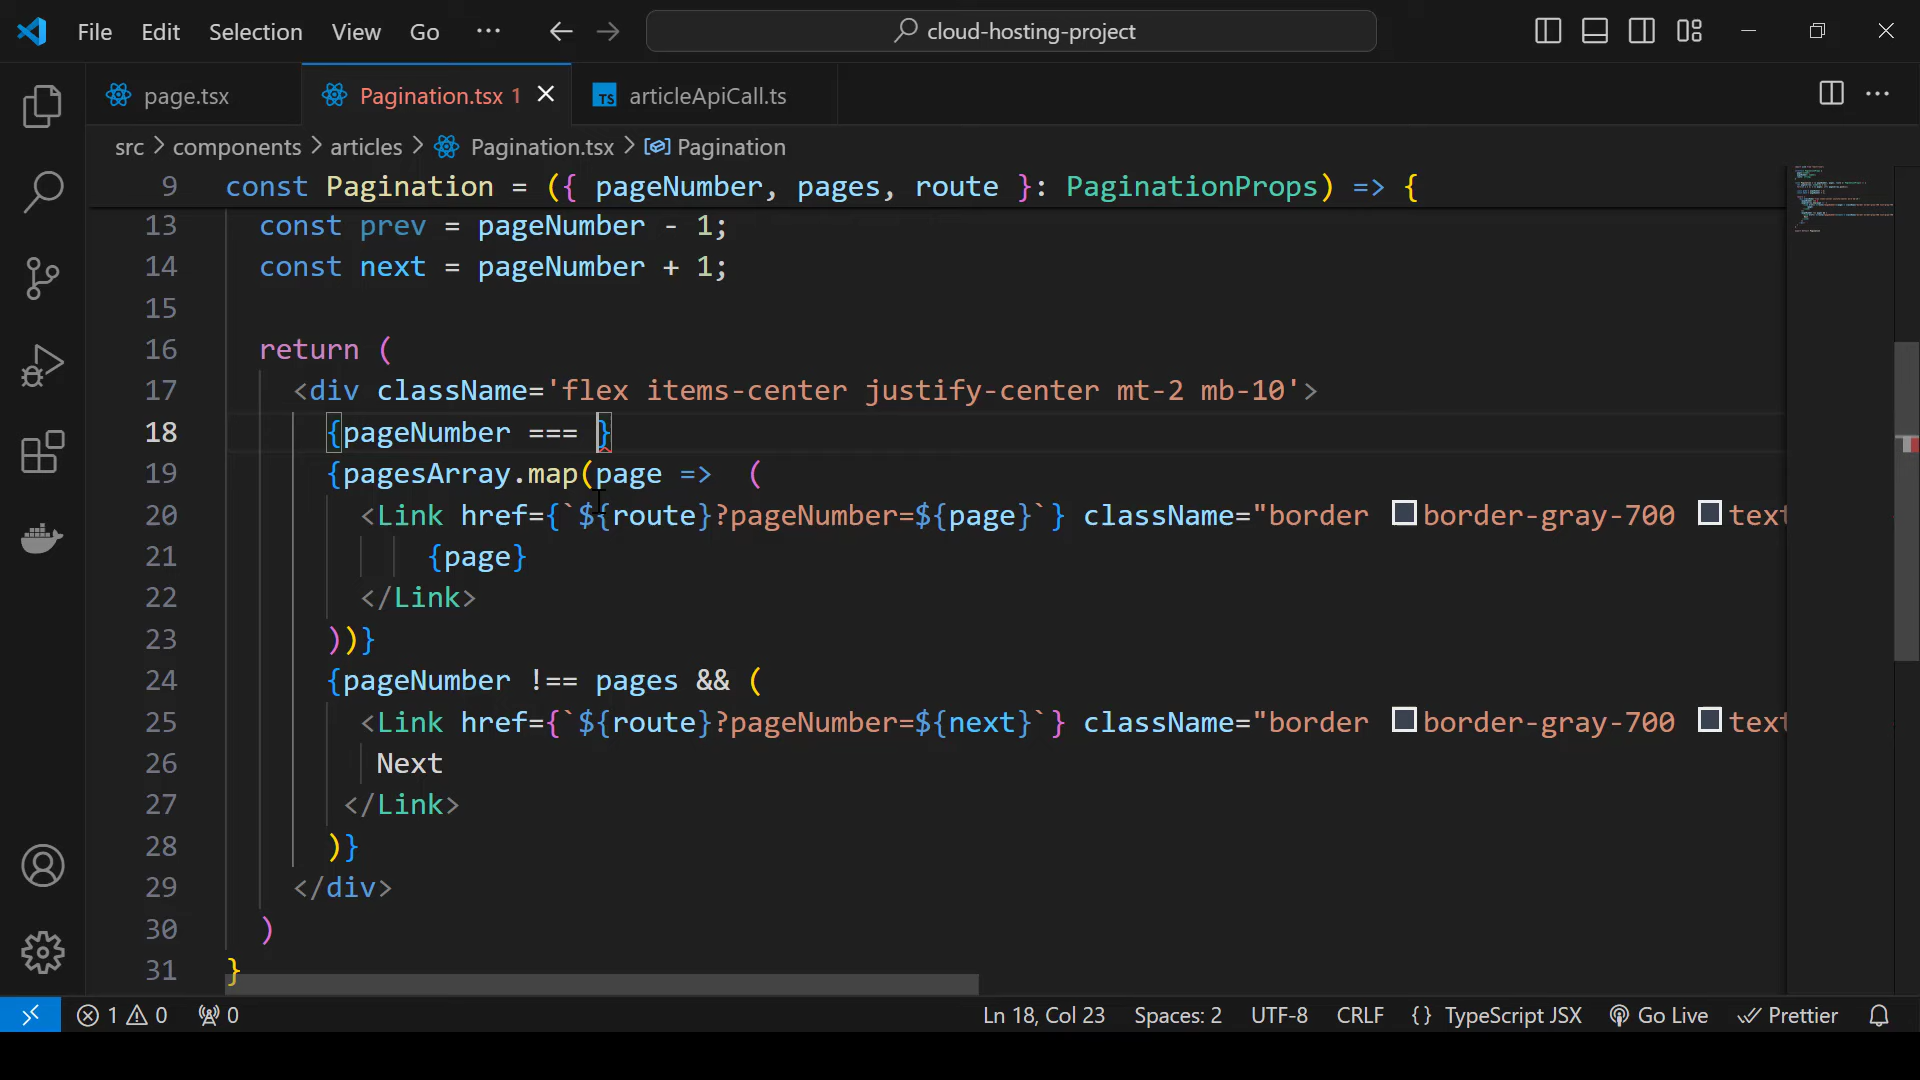 File Edit Selection View Go ··· cloud-hosting-project
page.tsx Pagination.tsx 1 TS articleApiCall.ts
src > components > articles > Pagination.tsx > Pagination
9 const Pagination = ({ pageNumber, pages, route }: PaginationProps) => {
13 const prev = pageNumber - 1;
14 const next = pageNumber + 1;
15
16 return (
17 <div className='flex items-center justify-center mt-2 mb-10'>
18 {pageNumber === }
19 {pagesArray.map(page => (
20 <Link href={`${route}?pageNumber=${page}`} className="border border-gray-700 text
21 {page}
22 </Link>
23 ))}
24 {pageNumber !== pages && (
25 <Link href={`${route}?pageNumber=${next}`} className="border border-gray-700 text
26 Next
27 </Link>
28 )}
29 </div>
30 )
31 }
1 0 0 Ln 18, Col 23 Spaces: 2 UTF-8 CRLF {} TypeScript JSX Go Live Prettier